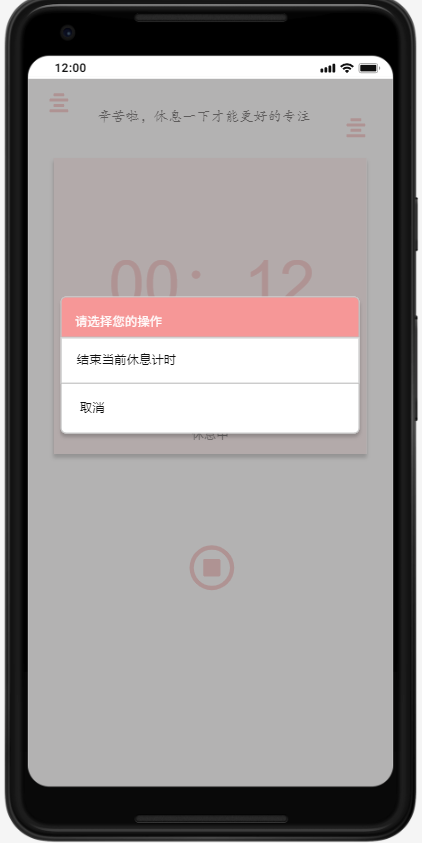 12:00
辛苦啦，休息一下才能更好的专注
00：12
请选择您的操作
结束当前休息计时
取消
休息中